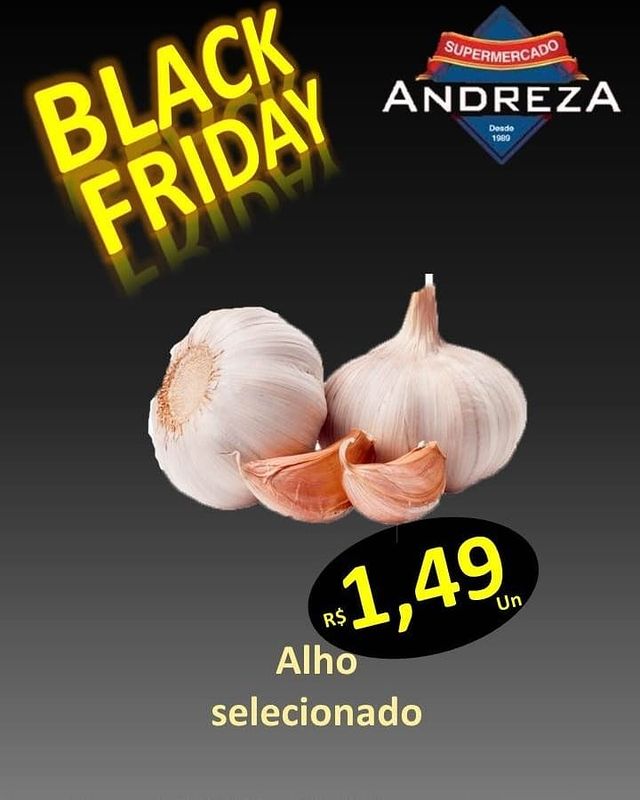 BLACK
FRIDAY
SUPERMERCADO
ANDREZA
Desde
1989
R$ 1,49 Un
Alho
selecionado